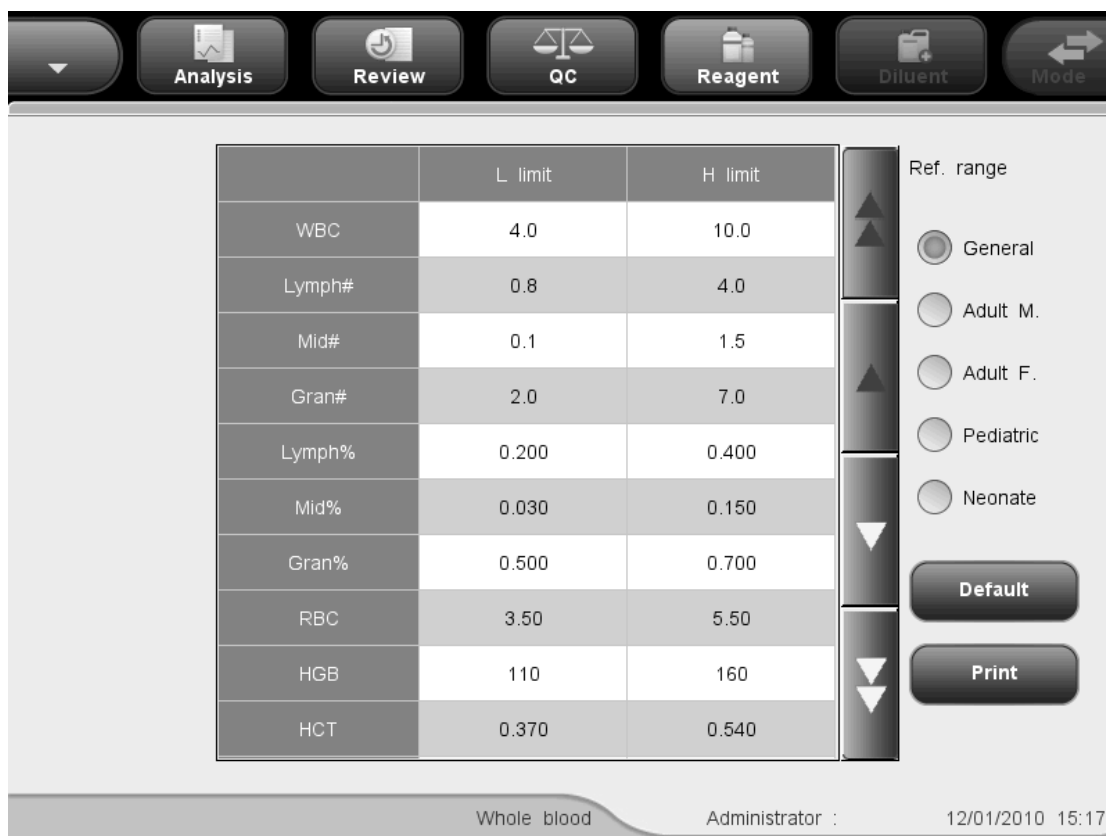 Analysis Review QC Reagent Diluent Mode
L limit H limit
WBC 4.0 10.0
Lymph# 0.8 4.0
Mid# 0.1 1.5
Gran# 2.0 7.0
Lymph% 0.200 0.400
Mid% 0.030 0.150
Gran% 0.500 0.700
RBC 3.50 5.50
HGB 110 160
HCT 0.370 0.540
Ref. range
General
Adult M.
Adult F.
Pediatric
Neonate
Default
Print
Whole blood Administrator : 12/01/2010 15:17